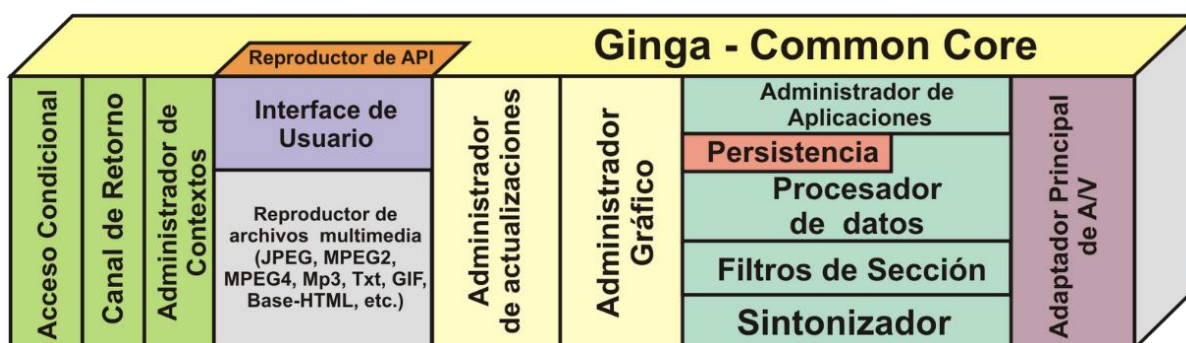 Ginga - Common Core
Reproductor de API
Acceso Condicional
Canal de Retorno
Administrador de
Contextos
Interface de
Usuario
Reproductor de
archivos multimedia
(JPEG, MPEG2,
MPEG4, Mp3, Txt, GIF,
Base-HTML, etc.)
Administrador
de actualizaciones
Administrador
Gráfico
Administrador de
Aplicaciones
Persistencia
Procesador
de datos
Filtros de Sección
Sintonizador
Adaptador Principal
de A/V